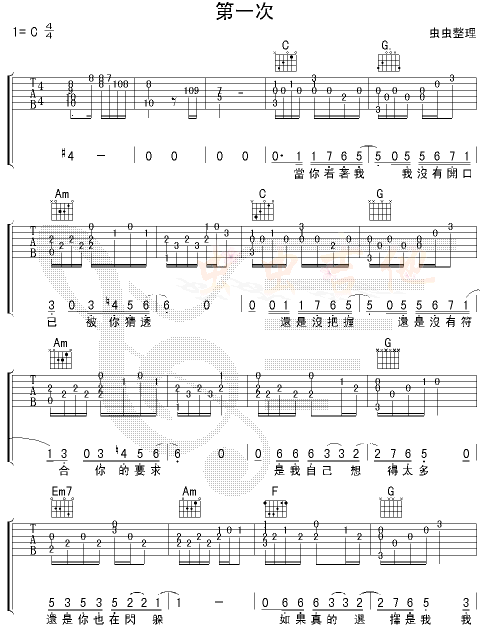 第一次
1= C 4/4
虫虫整理
C G
#4 — 0 0 0 0· 1 1 7 6 5 5 0 5 5 6 7 1
當你看著我 我沒有開口
Am C G
3 0 3 #4 5 6 6 0 0 0 1 1 7 6 5 5 0 5 5 6 7 1
己 被你猜透 還是沒把握 還是沒有符
Am G
1 3 0 3 #4 5 6 6 0 0 6 6 6 3 3 2 2 7 6 5 0
合 你的要求 是我自己 想 得太多
Em7 Am F G
5 3 5 3 5 2 2 1 1 — 0 6 6 6 3 3 2 2 7 6 5 3
還是你也在閃躲 如果真的選 擇是我 我